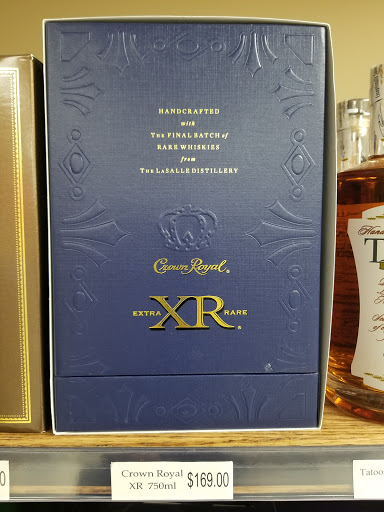 HANDCRAFTED
with
THE FINAL BATCH of
RARE WHISKIES
from
THE LASALLE DISTILLERY
Crown Royal
EXTRA XR RARE
Crown Royal
XR 750ml
$169.00
Tatoo